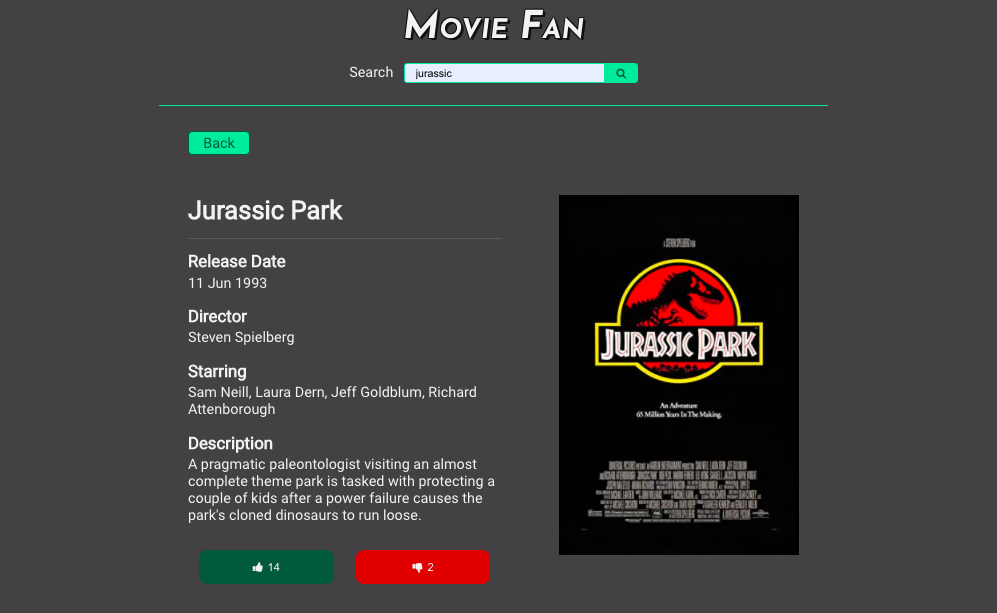 Movie Fan
Search
jurassic
Back
Jurassic Park
Release Date
11 Jun 1993
Director
Steven Spielberg
Starring
Sam Neill, Laura Dern, Jeff Goldblum, Richard
Attenborough
Description
A pragmatic paleontologist visiting an almost
complete theme park is tasked with protecting a
couple of kids after a power failure causes the
park's cloned dinosaurs to run loose.
14
2
A STEVEN SPIELBERG FILM
JURASSIC PARK
An Adventure
65 Million Years In The Making.